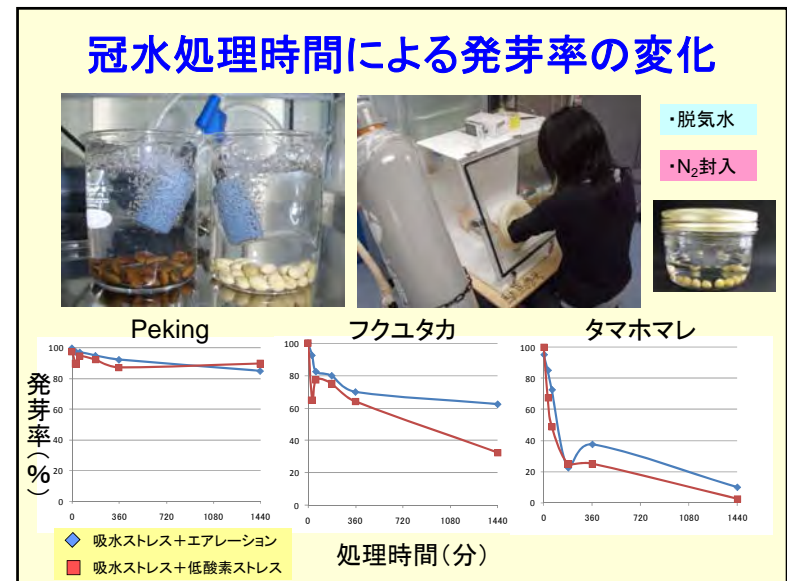 冠水処理時間による発芽率の変化
・脱気水
・N₂封入
Peking
フクユタカ
タマホマレ
発芽率(%)
100
80
60
40
20
0
0 360 720 1080 1440
100
80
60
40
20
0
0 360 720 1080 1440
100
80
60
40
20
0
0 360 720 1080 1440
処理時間(分)
吸水ストレス+エアレーション
吸水ストレス+低酸素ストレス